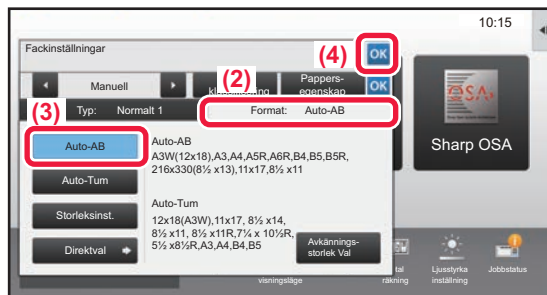 10:15
Fackinställningar
(4)
OK
Manuell
(2)
Pappers-
egenskap
OK
(3)
Typ: Normalt 1
Format: Auto-AB
Auto-AB
Auto-AB
A3W(12x18),A3,A4,A5R,A6R,B4,B5,B5R,
216x330(8½ x13),11x17,8½ x11
Auto-Tum
Auto-Tum
12x18(A3W),11x17, 8½ x14,
8½ x11, 8½ x11R,7¼ x 10½R,
5½ x8½R,A3,A4,B4,B5
Storleksinst.
Direktval
Avkännings-
storlek Val
OSA
Sharp OSA
visningsläge
tal
räkning
Ljusstyrka
inställning
Jobbstatus